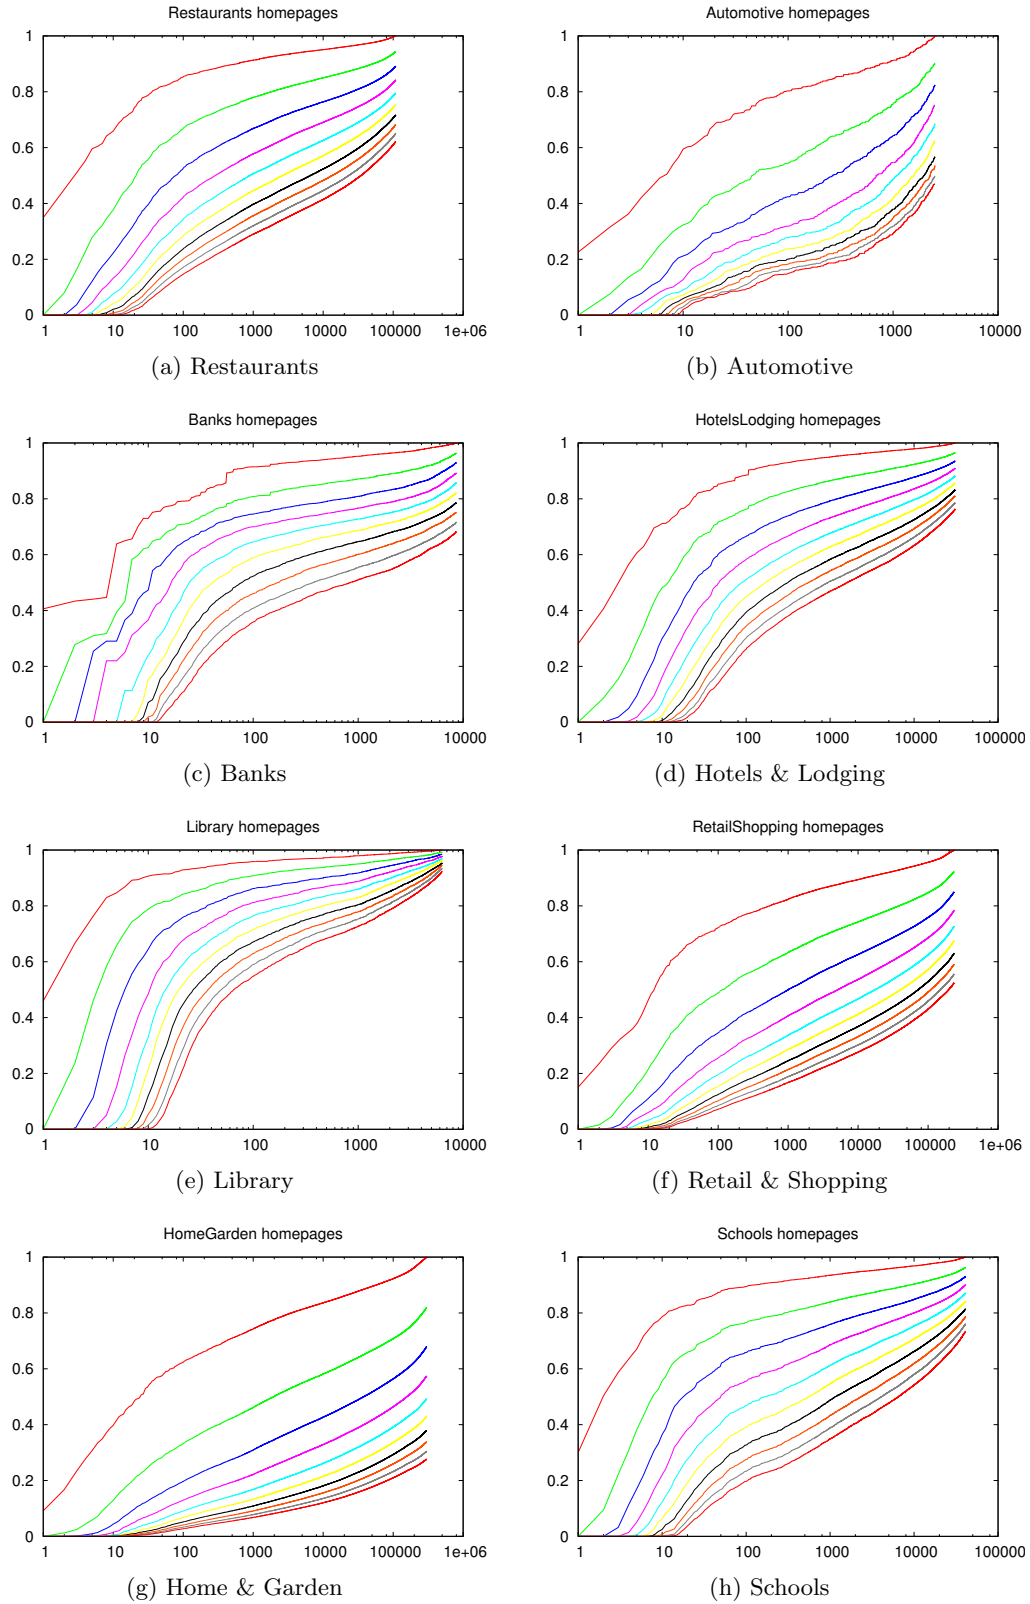 Restaurants homepages
1
0.8
0.6
0.4
0.2
0
1 10 100 1000 10000 100000 1e+06
(a) Restaurants
Automotive homepages
1
0.8
0.6
0.4
0.2
0
1 10 100 1000 10000
(b) Automotive
Banks homepages
1
0.8
0.6
0.4
0.2
0
1 10 100 1000 10000
(c) Banks
HotelsLodging homepages
1
0.8
0.6
0.4
0.2
0
1 10 100 1000 10000 100000
(d) Hotels & Lodging
Library homepages
1
0.8
0.6
0.4
0.2
0
1 10 100 1000 10000
(e) Library
RetailShopping homepages
1
0.8
0.6
0.4
0.2
0
1 10 100 1000 10000 100000 1e+06
(f) Retail & Shopping
HomeGarden homepages
1
0.8
0.6
0.4
0.2
0
1 10 100 1000 10000 100000 1e+06
(g) Home & Garden
Schools homepages
1
0.8
0.6
0.4
0.2
0
1 10 100 1000 10000 100000
(h) Schools